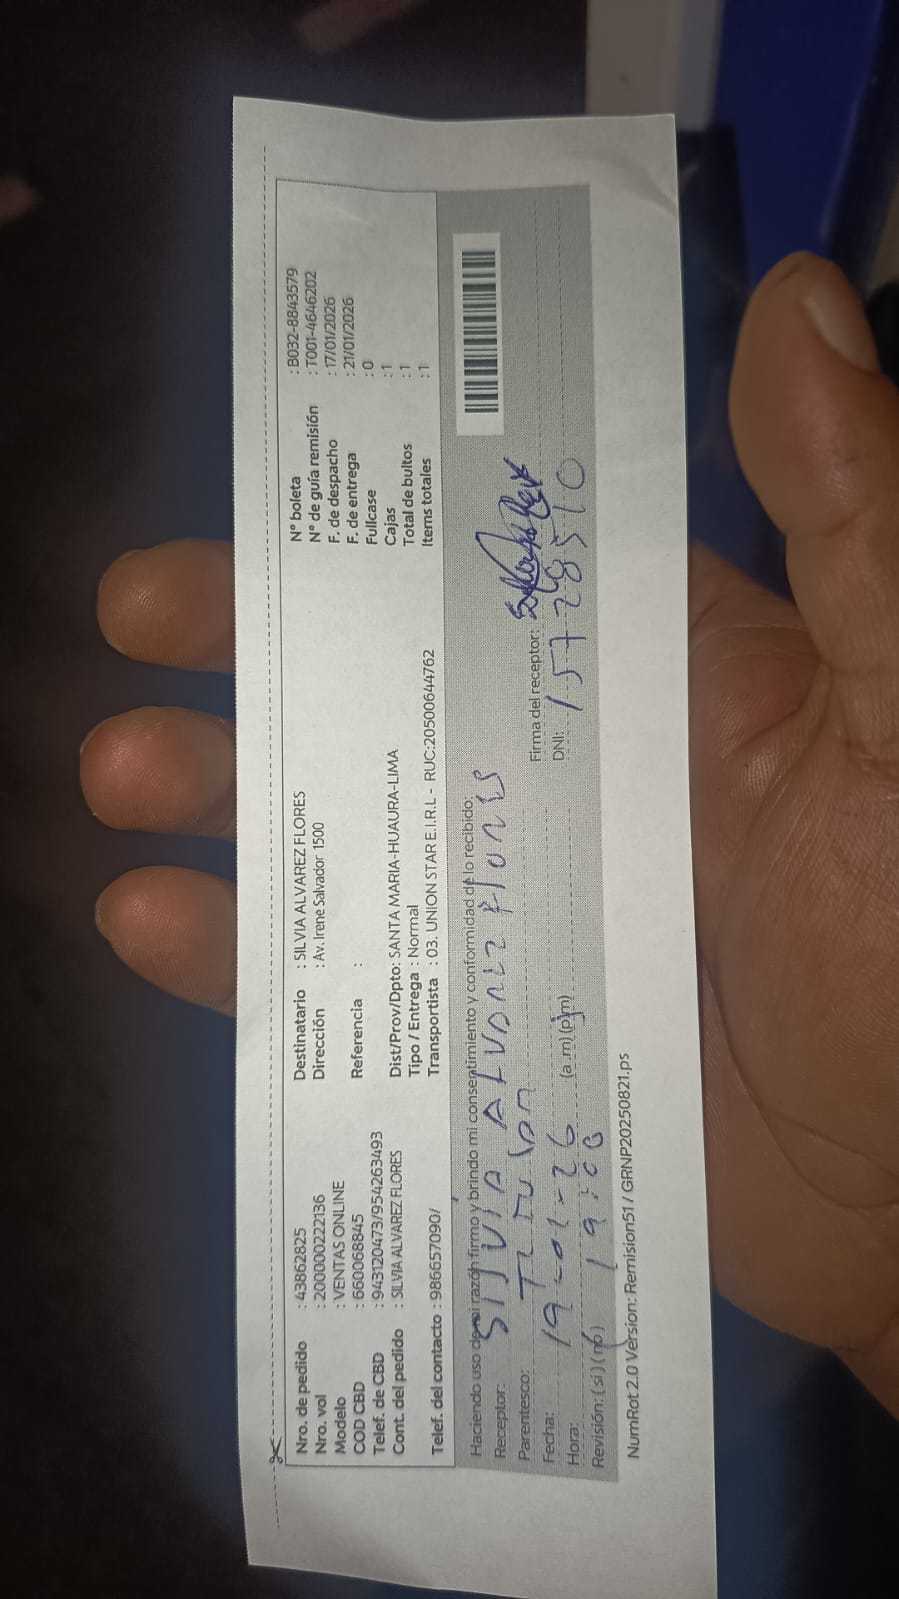 Nro. de pedido : 43862825
Nro. vol : 200000222136
Modelo : VENTAS ONLINE
COD CBD : 660068845
Telef. de CBD : 943120473/954263493
Cont. del pedido : SILVIA ALVAREZ FLORES
Telef. del contacto : 986657090/
Destinatario : SILVIA ALVAREZ FLORES
Dirección : Av. Irene Salvador 1500
Referencia :
Dist/Prov/Dpto: SANTA MARIA-HUAURA-LIMA
Tipo / Entrega : Normal
Transportista : 03. UNION STAR E.I.R.L - RUC:20500644762
N° boleta : B032-8843579
N° de guía remisión : T001-4646202
F. de despacho : 17/01/2026
F. de entrega : 21/01/2026
Fullcase : 0
Cajas : 1
Total de bultos : 1
Items totales : 1
Haciendo uso de mi razón firmo y brindo mi consentimiento y conformidad de lo recibido:
Receptor: SILVIA ALVAREZ FLORES
Parentesco: TITULAR
Fecha: 19-01-26
Hora: 19:08 (a.m) (p.m)
Revisión: (si) (no)
Firma del receptor:
DNI: 15728510
NumRot 2.0 Version: Remision51 / GRNP20250821.ps